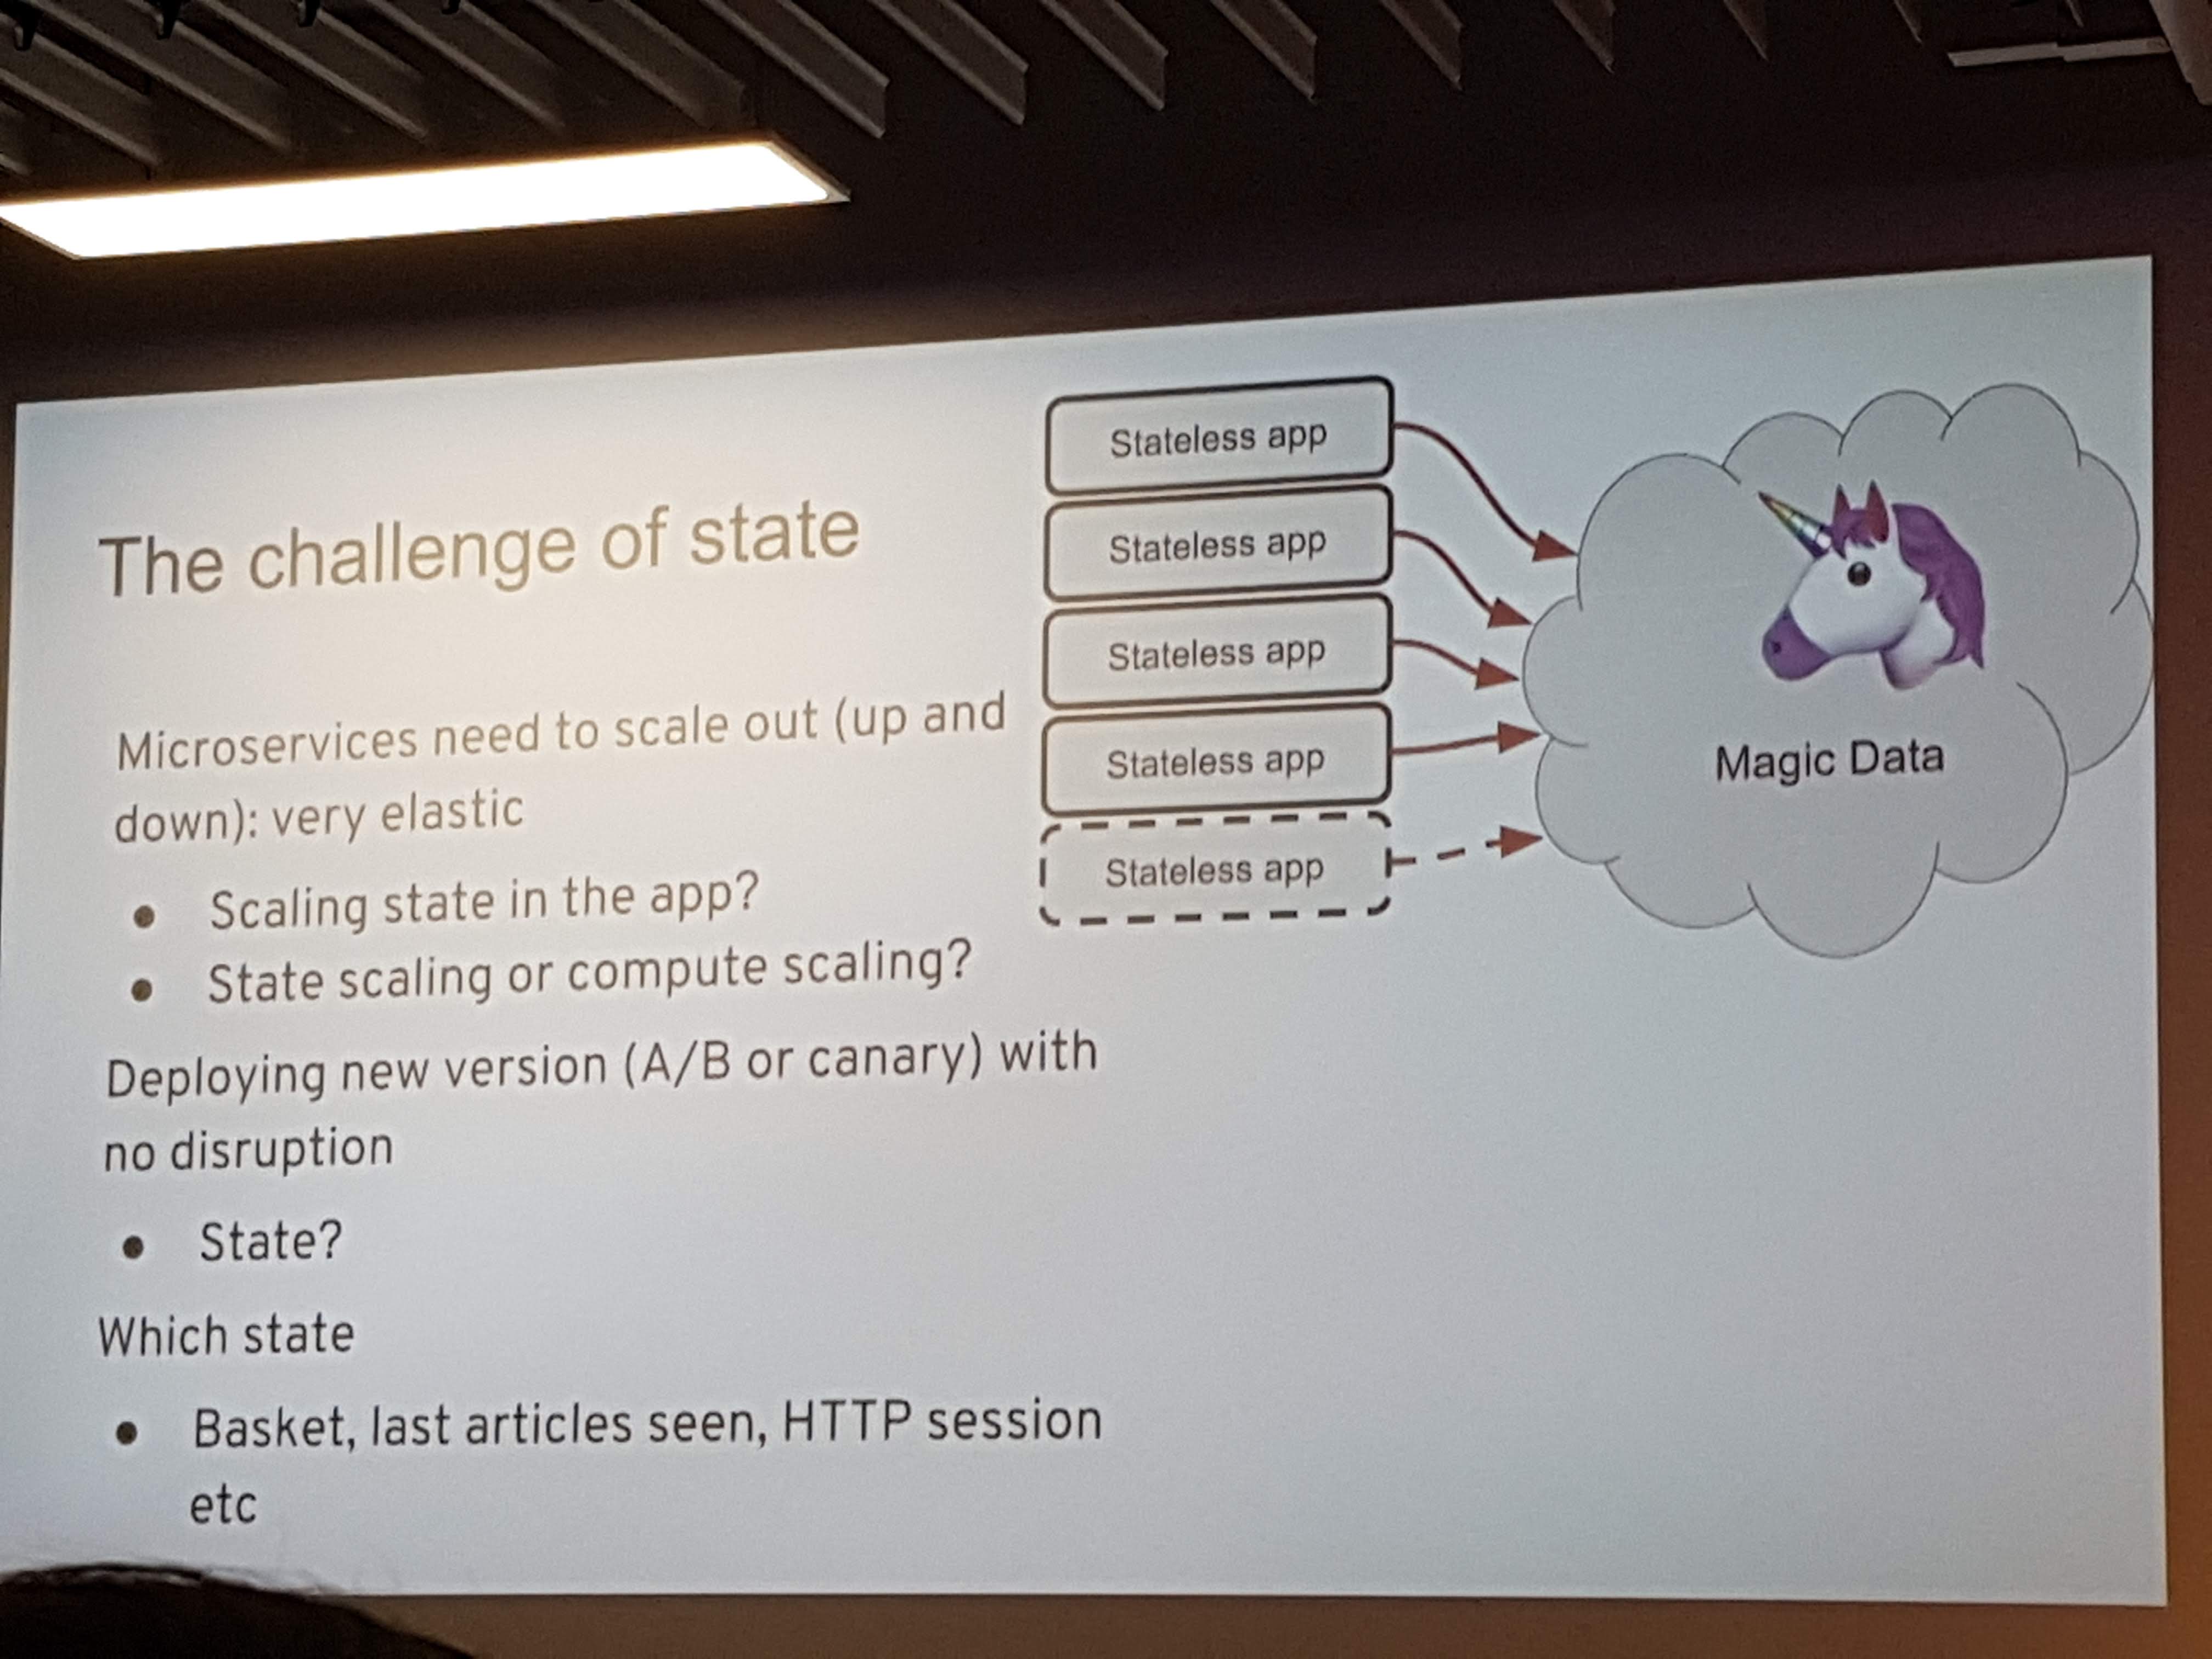 The challenge of state
Microservices need to scale out (up and
down): very elastic
● Scaling state in the app?
● State scaling or compute scaling?
Deploying new version (A/B or canary) with
no disruption
● State?
Which state
● Basket, last articles seen, HTTP session
etc
Stateless app
Stateless app
Stateless app
Stateless app
Stateless app
Magic Data